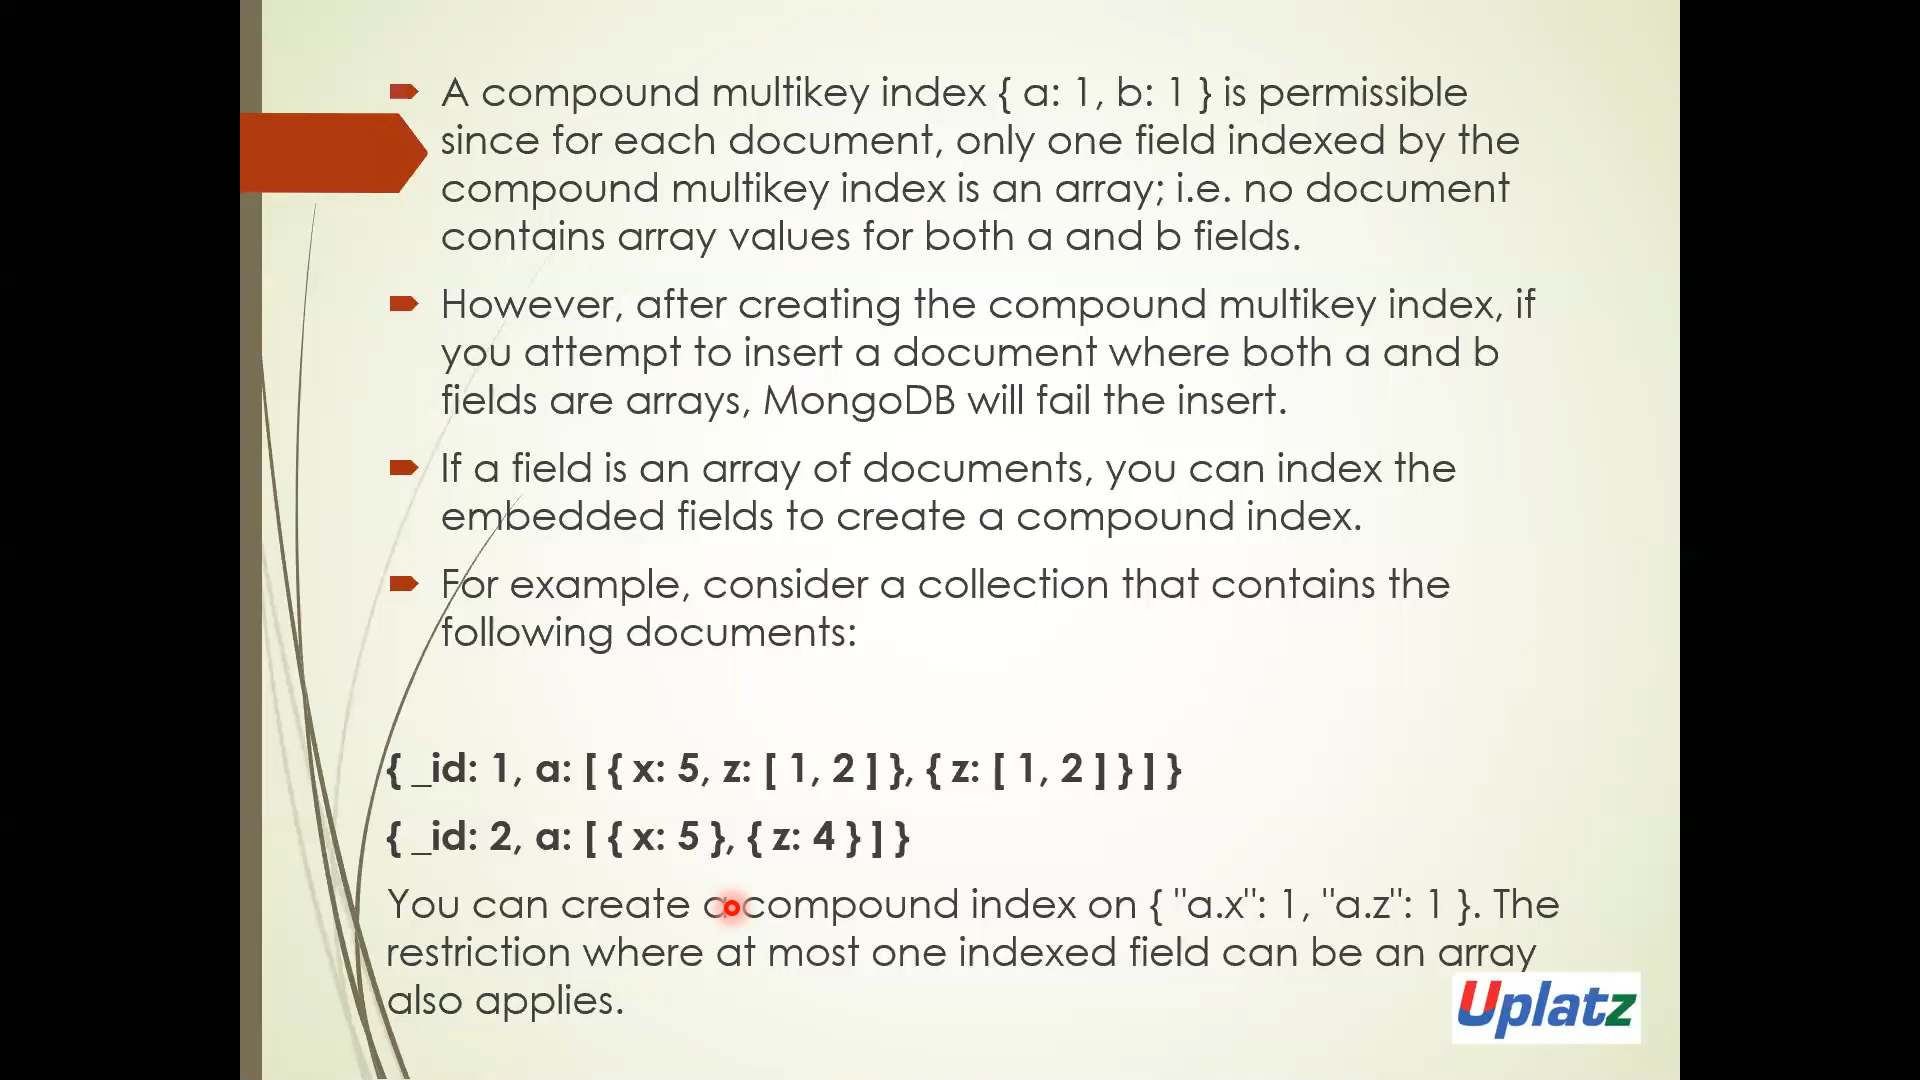 A compound multikey index { a: 1, b: 1 } is permissible
since for each document, only one field indexed by the
compound multikey index is an array; i.e. no document
contains array values for both a and b fields.
However, after creating the compound multikey index, if
you attempt to insert a document where both a and b
fields are arrays, MongoDB will fail the insert.
If a field is an array of documents, you can index the
embedded fields to create a compound index.
For example, consider a collection that contains the
following documents:
{ _id: 1, a: [ { x: 5, z: [ 1, 2 ] }, { z: [ 1, 2 ] } ] }
{ _id: 2, a: [ { x: 5 }, { z: 4 } ] }
You can create a compound index on { "a.x": 1, "a.z": 1 }. The
restriction where at most one indexed field can be an array
also applies.
Uplatz